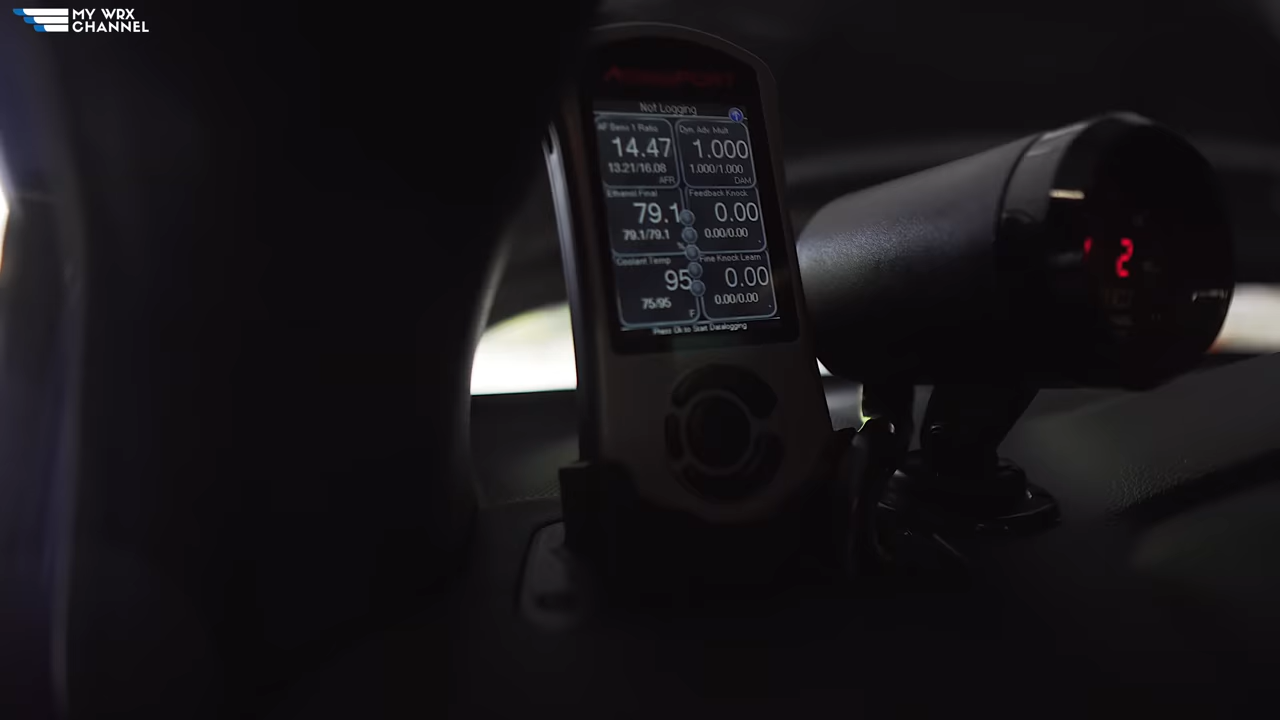 MY WRX
CHANNEL
ACCESSPORT
Not Logging
AF Sens 1 Ratio
14.47
13.21/16.08
AFR
Dyn. Adv. Mult
1.000
1.000/1.000
DAM
Ethanol Final
79.1
79.1/79.1
%
Feedback Knock
0.00
0.00/0.00
Coolant Temp
95
75/95
F
Fine Knock Learn
0.00
0.00/0.00
Press Ok to Start Datalogging
2